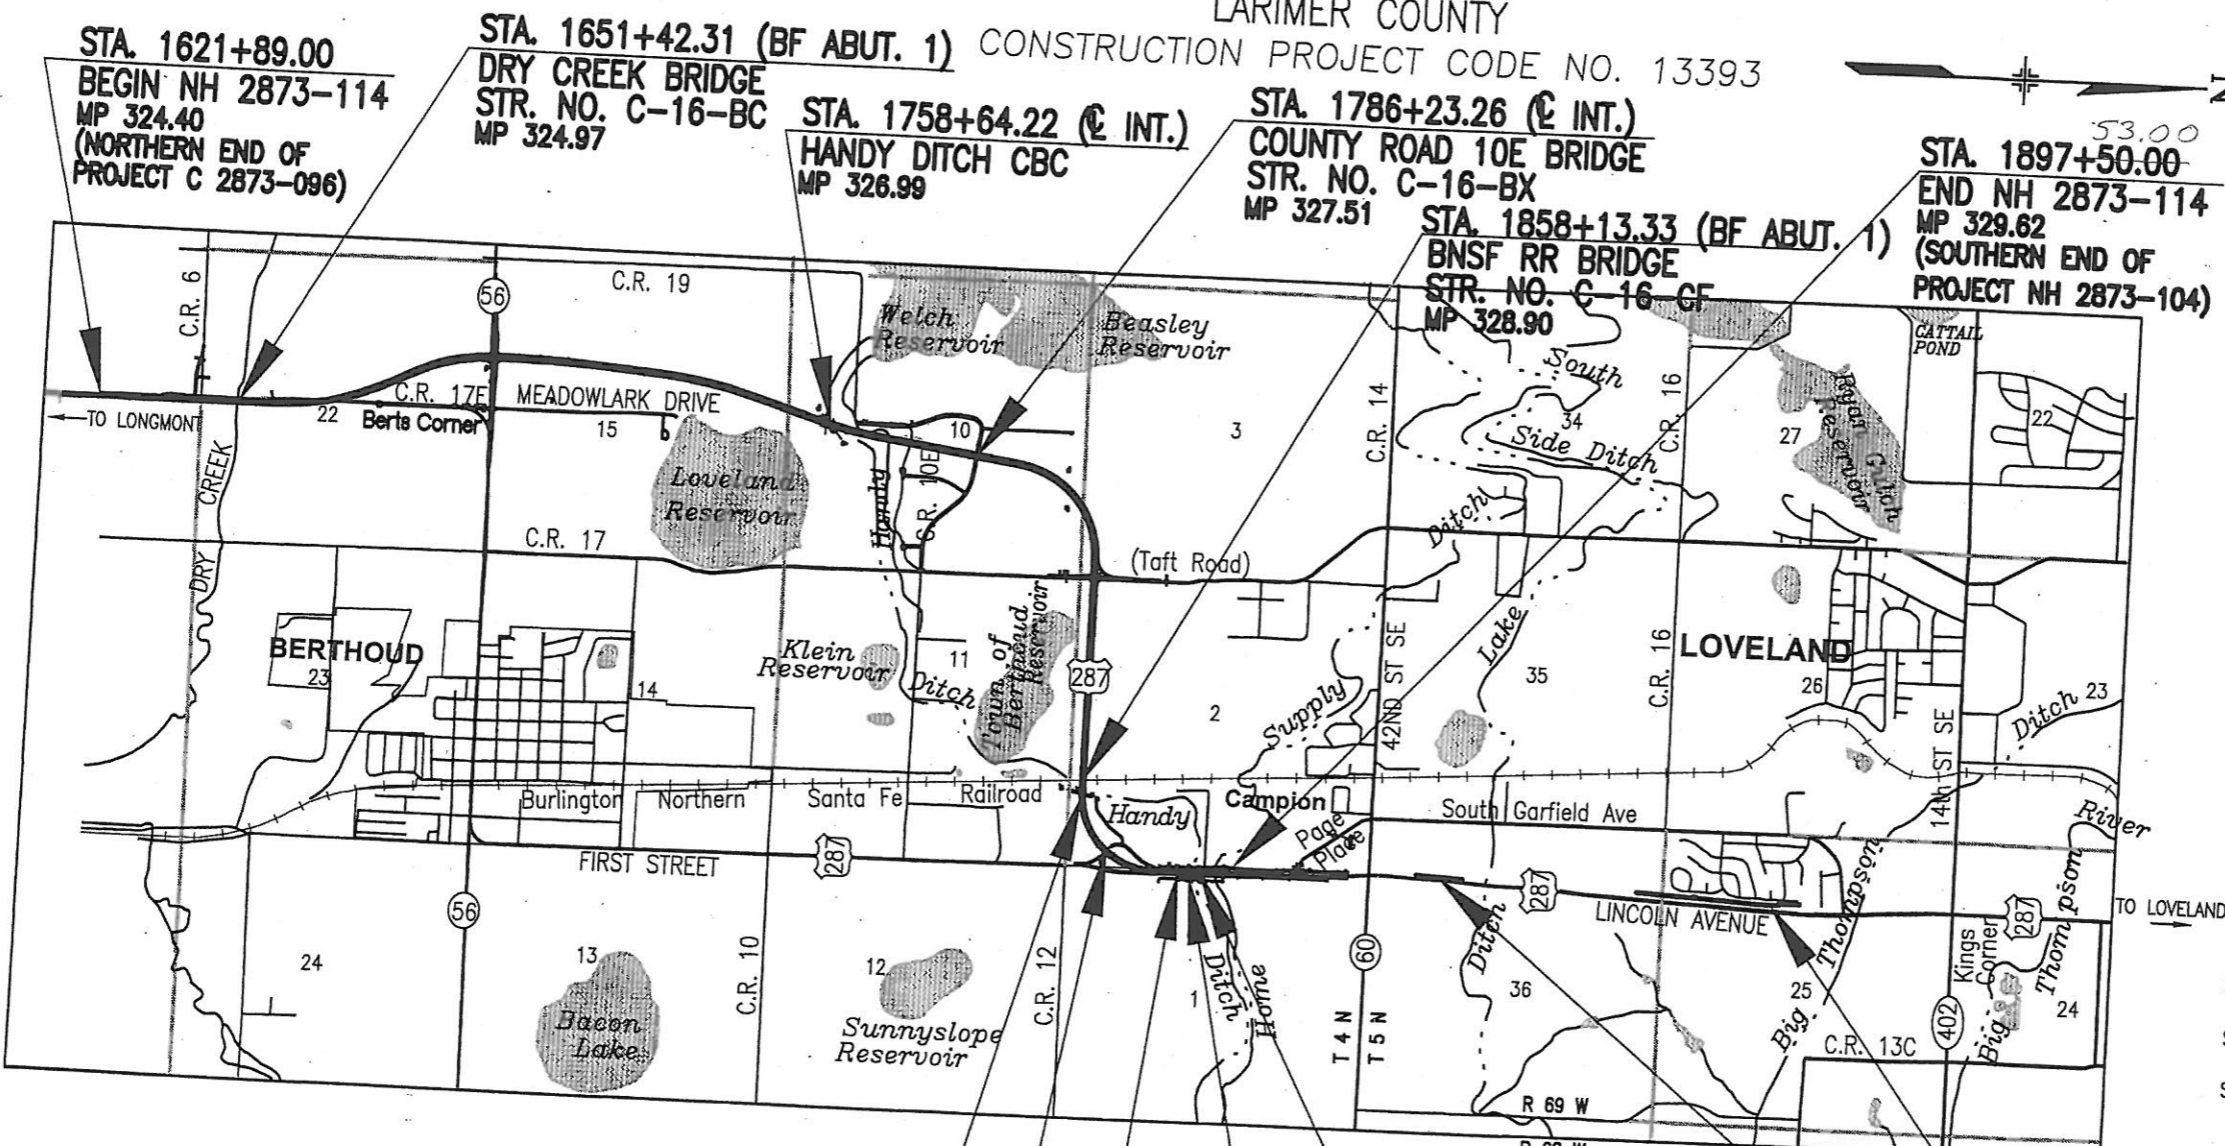 LARIMER COUNTY
CONSTRUCTION PROJECT CODE NO. 13393
N
STA. 1621+89.00
BEGIN NH 2873-114
MP 324.40
(NORTHERN END OF
PROJECT C 2873-096)
STA. 1651+42.31 (BF ABUT. 1)
DRY CREEK BRIDGE
STR. NO. C-16-BC
MP 324.97
STA. 1758+64.22 (℄ INT.)
HANDY DITCH CBC
MP 326.99
STA. 1786+23.26 (℄ INT.)
COUNTY ROAD 10E BRIDGE
STR. NO. C-16-BX
MP 327.51
STA. 1858+13.33 (BF ABUT. 1)
BNSF RR BRIDGE
STR. NO. C-16-CF
MP 328.90
53.00
STA. 1897+50.00
END NH 2873-114
MP 329.62
(SOUTHERN END OF
PROJECT NH 2873-104)
C.R. 6
56
C.R. 19
Welch
Reservoir
Beasley
Reservoir
CATTAIL
POND
South
Side Ditch
34
C.R. 14
C.R. 16
27
Ryan Gulch
Reservoir
22
TO LONGMONT
22
C.R. 17E
Berts Corner
MEADOWLARK DRIVE
15
10
3
DRY CREEK
Loveland
Reservoir
Handy
C.R. 10E
Ditch
C.R. 17
(Taft Road)
BERTHOUD
23
14
Klein
Reservoir
11
Ditch
Town of
Berthoud
Reservoir
287
2
Supply
42ND ST SE
Lake
35
C.R. 16
LOVELAND
26
14th ST SE
Ditch
23
Burlington Northern Santa Fe Railroad
Handy
Campion
Page
Place
South Garfield Ave
River
FIRST STREET
287
287
LINCOLN AVENUE
287
TO LOVELAND
56
24
13
Bacon
Lake
C.R. 10
12
Sunnyslope
Reservoir
C.R. 12
1
Ditch
Home
60
T 4 N
T 5 N
Ditch
36
25
Big Thompson
Kings
Corner
402
Big Thompson
24
C.R. 13C
R 69 W